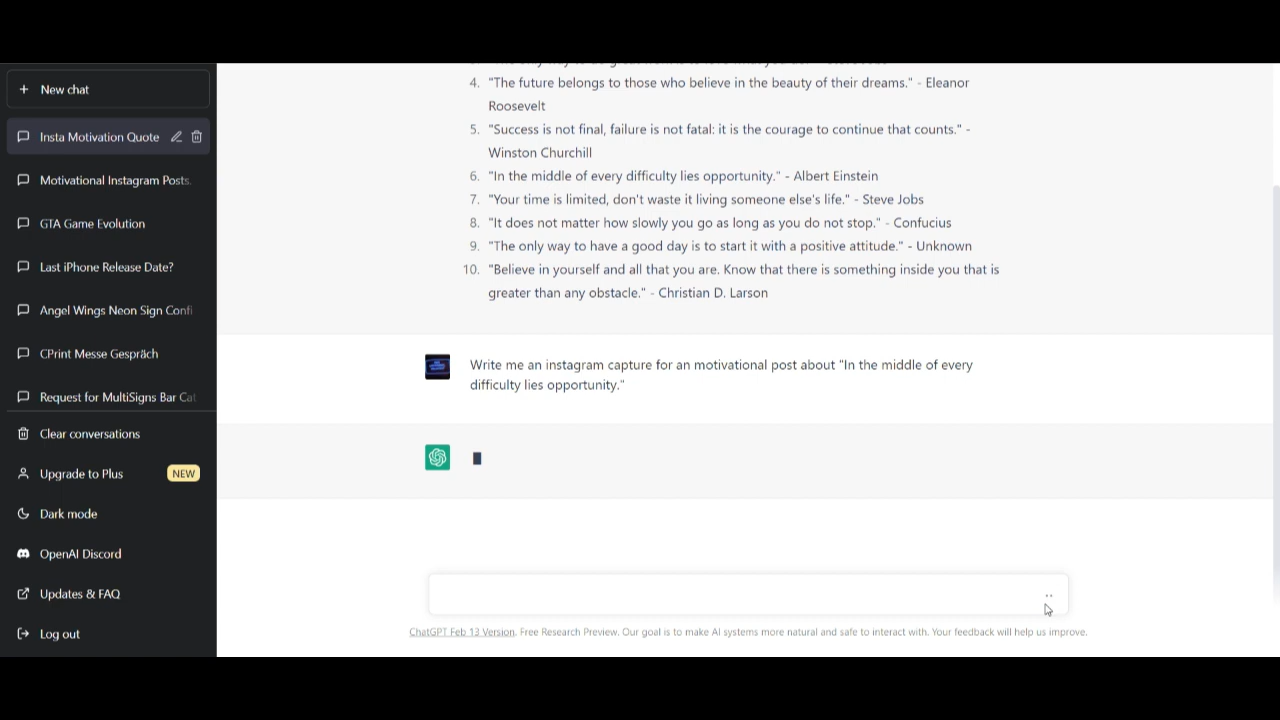 New chat
Insta Motivation Quote
Motivational Instagram Posts.
GTA Game Evolution
Last iPhone Release Date?
Angel Wings Neon Sign Confi
CPrint Messe Gespräch
Request for MultiSigns Bar Cat
Clear conversations
Upgrade to Plus NEW
Dark mode
OpenAI Discord
Updates & FAQ
Log out
4. "The future belongs to those who believe in the beauty of their dreams." - Eleanor
Roosevelt
5. "Success is not final, failure is not fatal: it is the courage to continue that counts." -
Winston Churchill
6. "In the middle of every difficulty lies opportunity." - Albert Einstein
7. "Your time is limited, don't waste it living someone else's life." - Steve Jobs
8. "It does not matter how slowly you go as long as you do not stop." - Confucius
9. "The only way to have a good day is to start it with a positive attitude." - Unknown
10. "Believe in yourself and all that you are. Know that there is something inside you that is
greater than any obstacle." - Christian D. Larson
Write me an instagram capture for an motivational post about "In the middle of every
difficulty lies opportunity."
ChatGPT Feb 13 Version. Free Research Preview. Our goal is to make AI systems more natural and safe to interact with. Your feedback will help us improve.